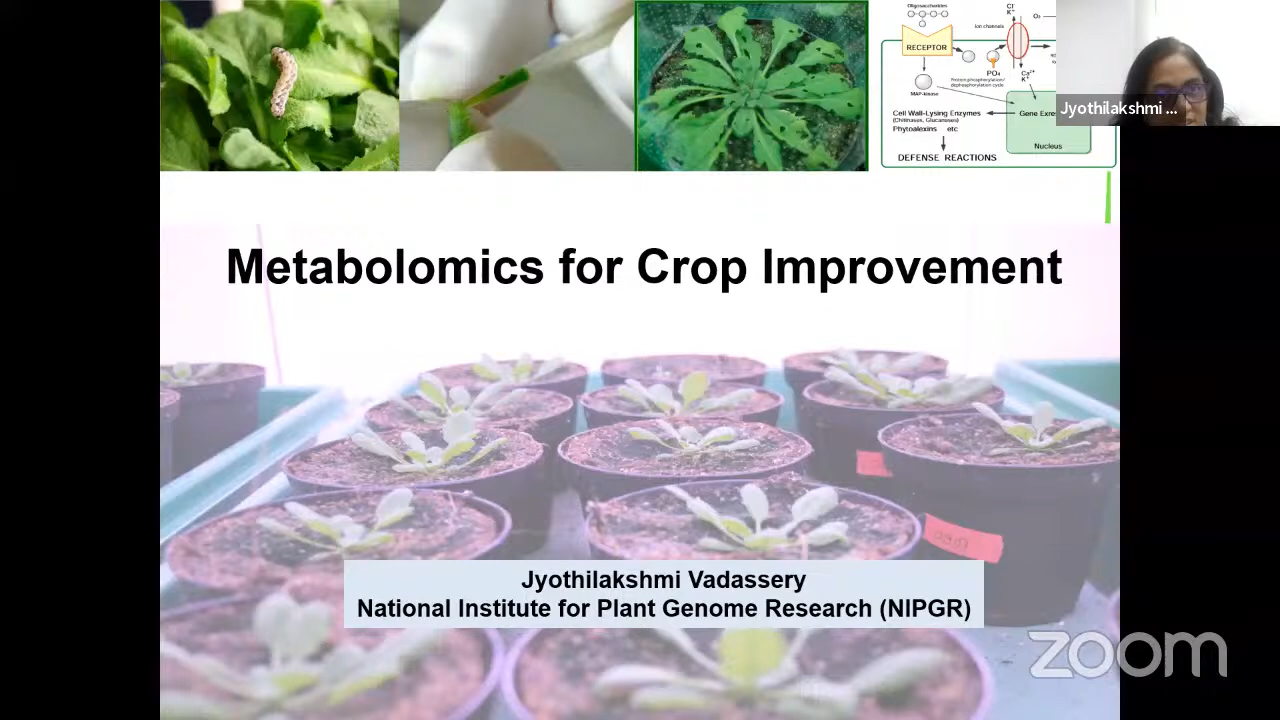 Oligosaccharides
Cl⁻
K⁺
O₂
ion channels
RECEPTOR
PO₄
Ca²⁺
K⁺
Protein phosphorylation/
dephosphorylation cycle
MAP-kinase
Cell Wall-Lysing Enzymes
(Chitinases, Glucanases)
Phytoalexins etc
Gene Expre
Nucleus
DEFENSE REACTIONS
Jyothilakshmi ...
Metabolomics for Crop Improvement
Jyothilakshmi Vadassery
National Institute for Plant Genome Research (NIPGR)
zoom